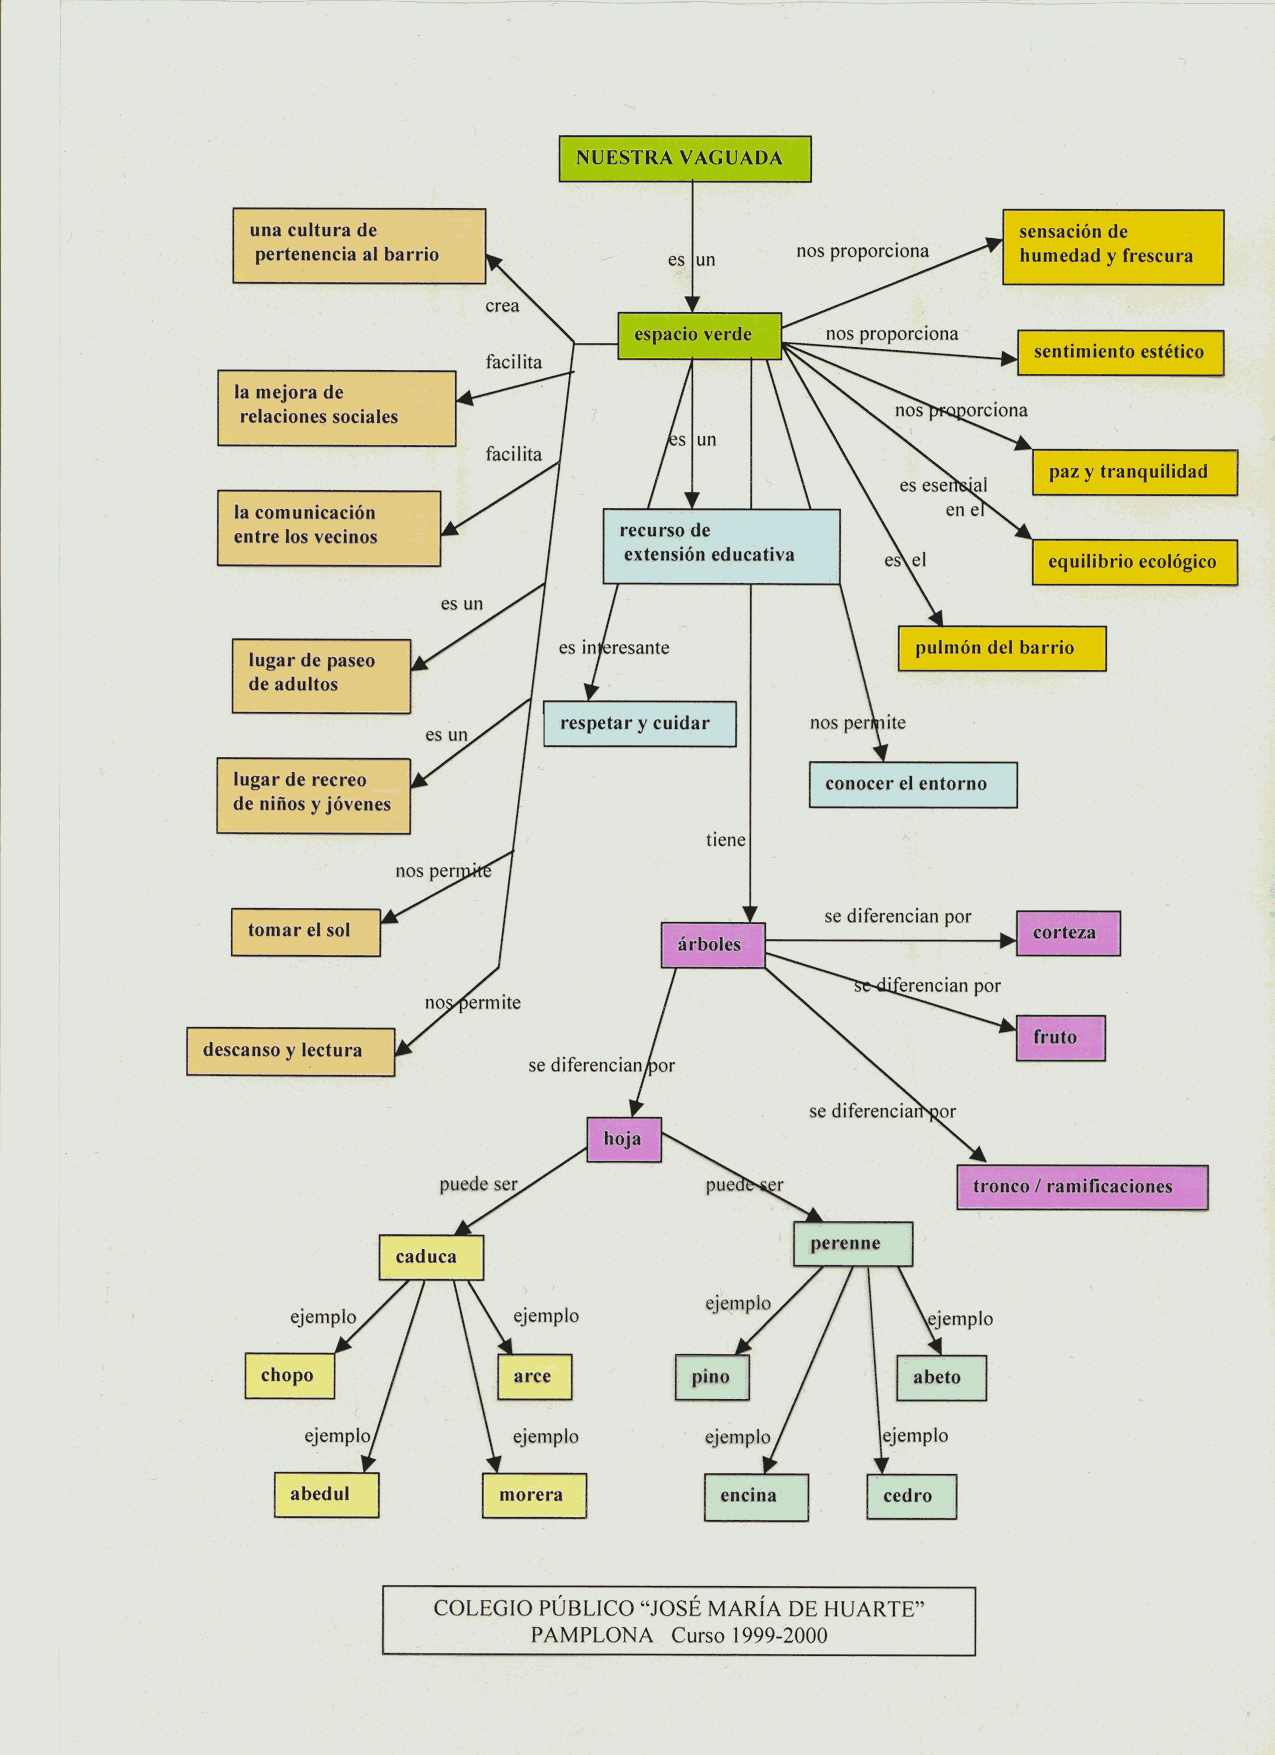 NUESTRA VAGUADA
es un
espacio verde
una cultura de
pertenencia al barrio
crea
facilita
la mejora de
relaciones sociales
facilita
la comunicación
entre los vecinos
es un
lugar de paseo
de adultos
es un
lugar de recreo
de niños y jóvenes
nos permite
tomar el sol
nos permite
descanso y lectura
nos proporciona
sensación de
humedad y frescura
nos proporciona
sentimiento estético
nos proporciona
paz y tranquilidad
es esencial
en el
equilibrio ecológico
es el
pulmón del barrio
es un
recurso de
extensión educativa
es interesante
respetar y cuidar
nos permite
conocer el entorno
tiene
árboles
se diferencian por
corteza
se diferencian por
fruto
se diferencian por
tronco / ramificaciones
se diferencian por
hoja
puede ser
caduca
puede ser
perenne
ejemplo
chopo
ejemplo
arce
ejemplo
abedul
ejemplo
morera
ejemplo
pino
ejemplo
abeto
ejemplo
encina
ejemplo
cedro
COLEGIO PÚBLICO “JOSÉ MARÍA DE HUARTE”
PAMPLONA Curso 1999-2000